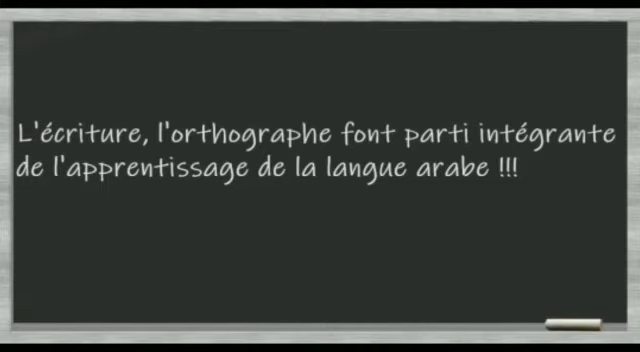 L'écriture, l'orthographe font parti intégrante
de l'apprentissage de la langue arabe !!!